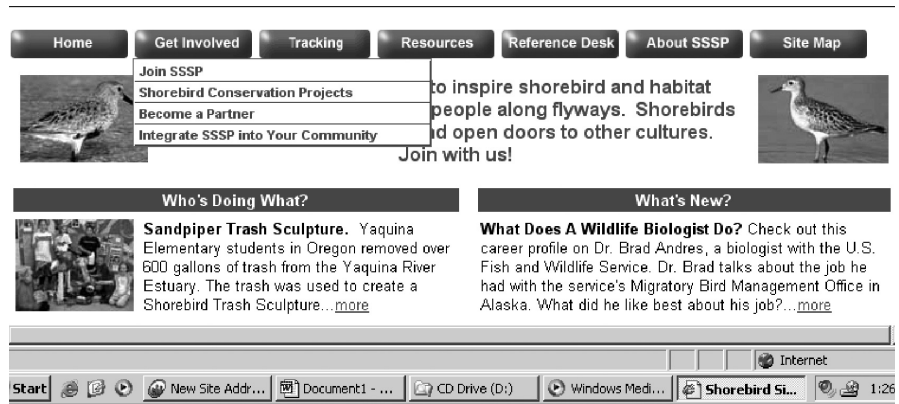 Home Get Involved Tracking Resources Reference Desk About SSSP Site Map
Join SSSP
Shorebird Conservation Projects
Become a Partner
Integrate SSSP into Your Community
to inspire shorebird and habitat
people along flyways. Shorebirds
nd open doors to other cultures.
Join with us!
Who's Doing What?
Sandpiper Trash Sculpture. Yaquina
Elementary students in Oregon removed over
600 gallons of trash from the Yaquina River
Estuary. The trash was used to create a
Shorebird Trash Sculpture...more
What's New?
What Does A Wildlife Biologist Do? Check out this
career profile on Dr. Brad Andres, a biologist with the U.S.
Fish and Wildlife Service. Dr. Brad talks about the job he
had with the service's Migratory Bird Management Office in
Alaska. What did he like best about his job?...more
Internet
Start New Site Addr... Document1 - ... CD Drive (D:) Windows Medi... Shorebird Si... 1:26